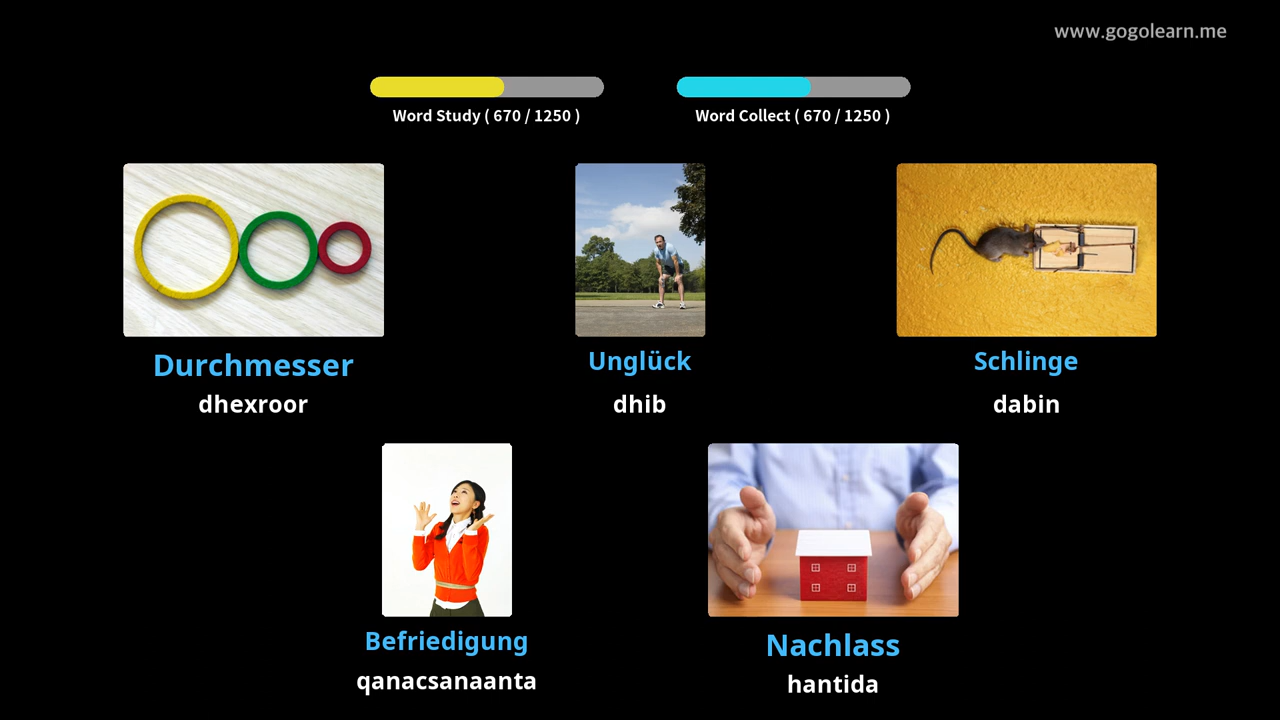 www.gogolearn.me
Word Study ( 670 / 1250 )
Word Collect ( 670 / 1250 )
Durchmesser
dhexroor
Unglück
dhib
Schlinge
dabin
Befriedigung
qanacsanaanta
Nachlass
hantida